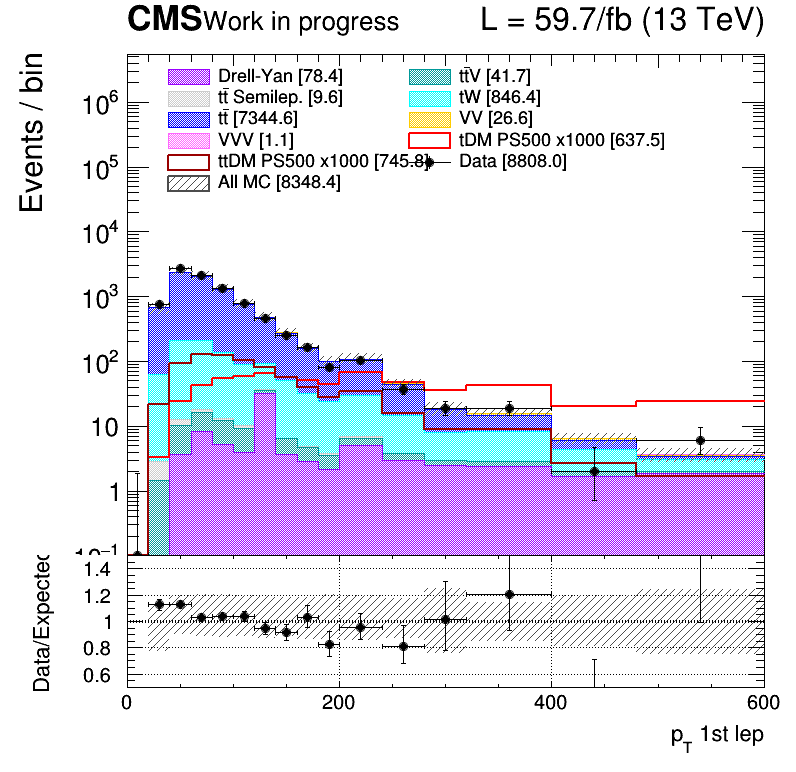 CMS Work in progress L = 59.7/fb (13 TeV)
Events / bin
Drell-Yan [78.4] tt̄V [41.7]
tt̄ Semilep. [9.6] tW [846.4]
tt̄ [7344.6] VV [26.6]
VVV [1.1] tDM PS500 x1000 [637.5]
ttDM PS500 x1000 [745.8] Data [8808.0]
All MC [8348.4]
10⁶
10⁵
10⁴
10³
10²
10
1
10⁻¹
Data/Expected
1.4
1.2
1
0.8
0.6
0 200 400 600
p_T 1st lep